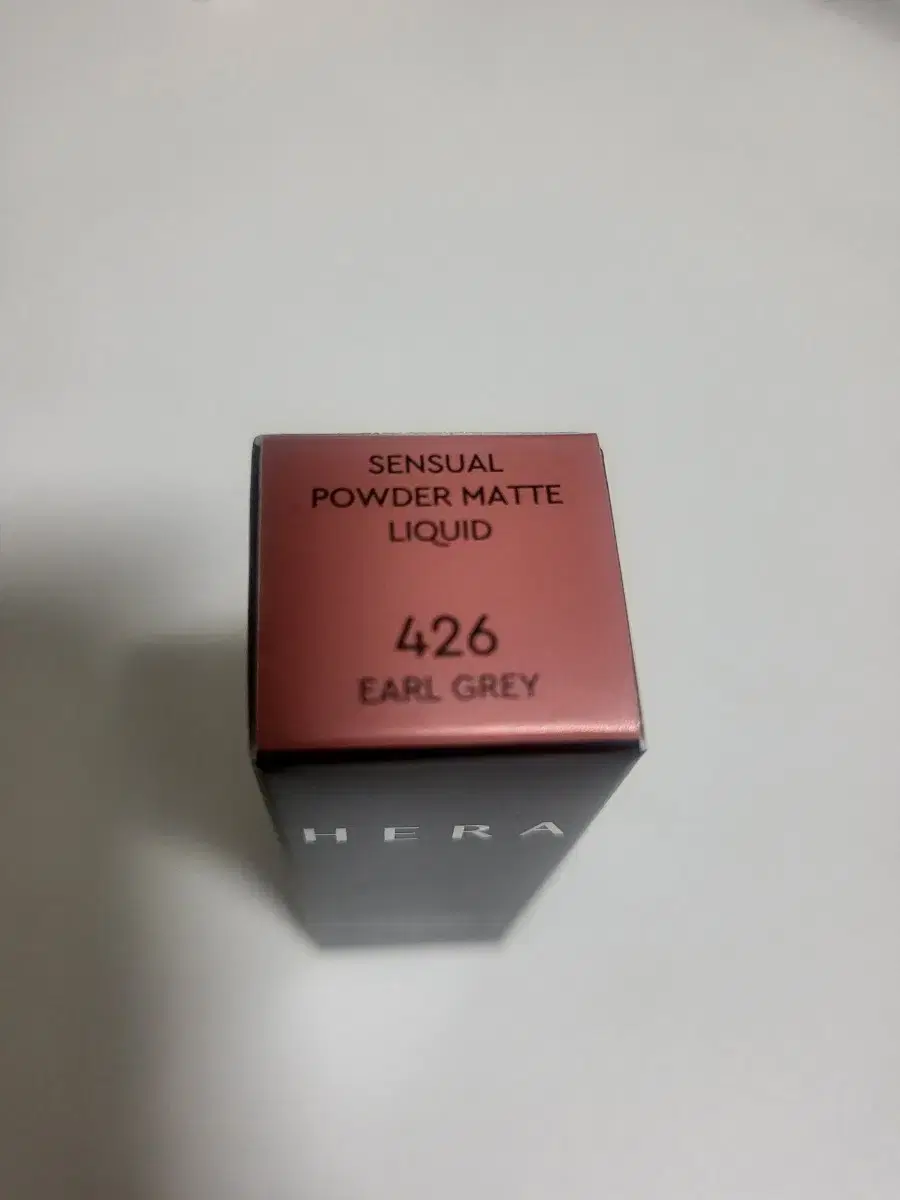 SENSUAL
POWDER MATTE
LIQUID
426
EARL GREY
HERA